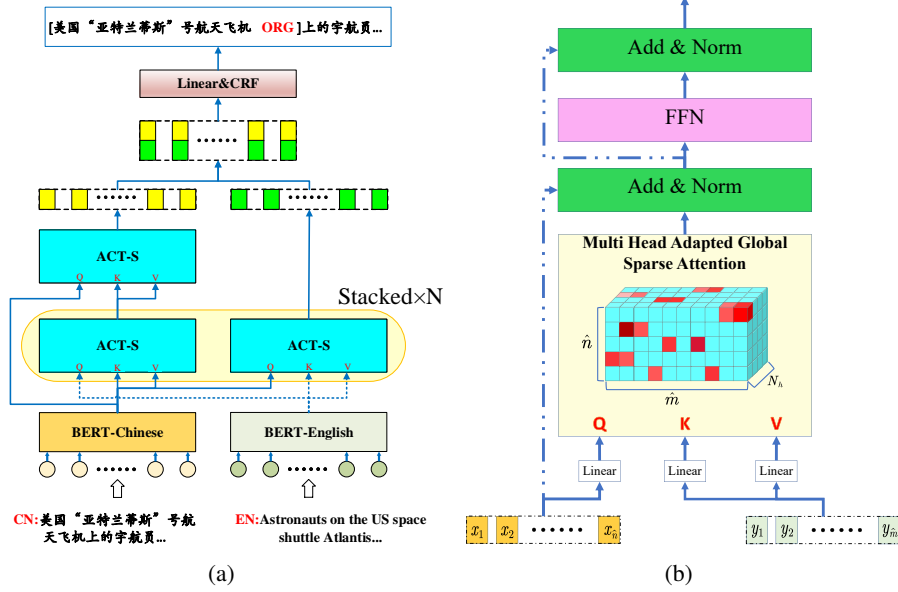 [美国“亚特兰蒂斯”号航天飞机 ORG]上的宇航员...
Linear&CRF
......
...... ......
ACT-S
Q K V
Stacked×N
ACT-S ACT-S
Q K V Q K V
BERT-Chinese BERT-English
...... ......
CN:美国“亚特兰蒂斯”号航
天飞机上的宇航员...
EN:Astronauts on the US space
shuttle Atlantis...
(a)
Add & Norm
FFN
Add & Norm
Multi Head Adapted Global
Sparse Attention
n̂
m̂
N_h
Q K V
Linear Linear Linear
x_1 x_2 ...... x_n̂
y_1 y_2 ...... y_m̂
(b)